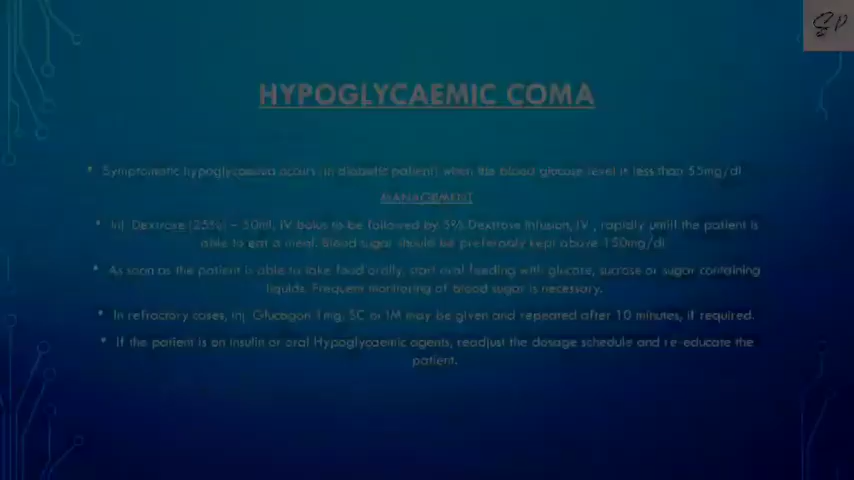 HYPOGLYCAEMIC COMA
• Symptomatic hypoglycaemia occurs in diabetic patients when the blood glucose level is less than 55mg/dl
MANAGEMENT
• Inj. Dextrose (25%) – 50ml, IV bolus to be followed by 5% Dextrose infusion, IV , rapidly until the patient is
able to eat a meal. Blood sugar should be preferably kept above 150mg/dl
• As soon as the patient is able to take food orally, start oral feeding with glucose, sucrose or sugar containing
liquids. Frequent monitoring of blood sugar is necessary.
• In refractory cases, inj. Glucagon 1mg, SC or IM may be given and repeated after 10 minutes, if required.
• If the patient is on insulin or oral Hypoglycaemic agents, readjust the dosage schedule and re-educate the
patient.